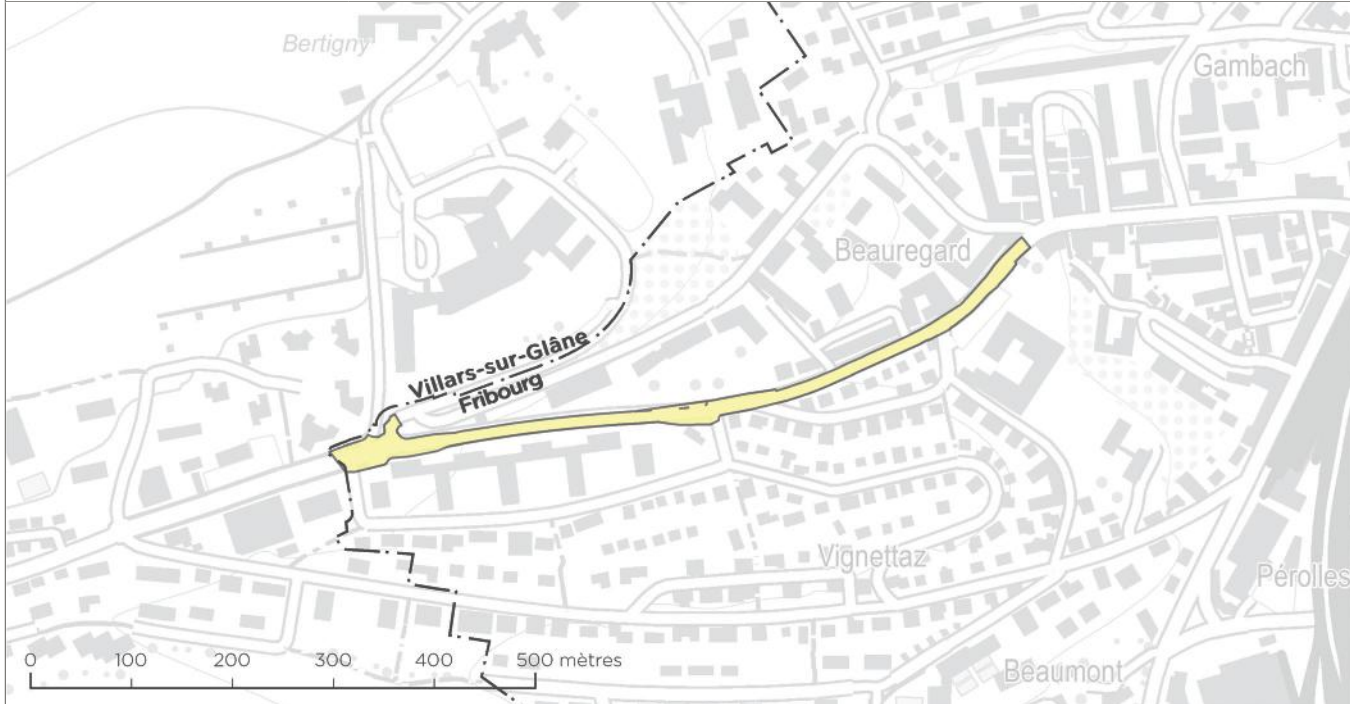 Bertigny
Gambach
Beauregard
Villars-sur-Glâne
Fribourg
Vignettaz
Pérolles
Beaumont
0 100 200 300 400 500 mètres